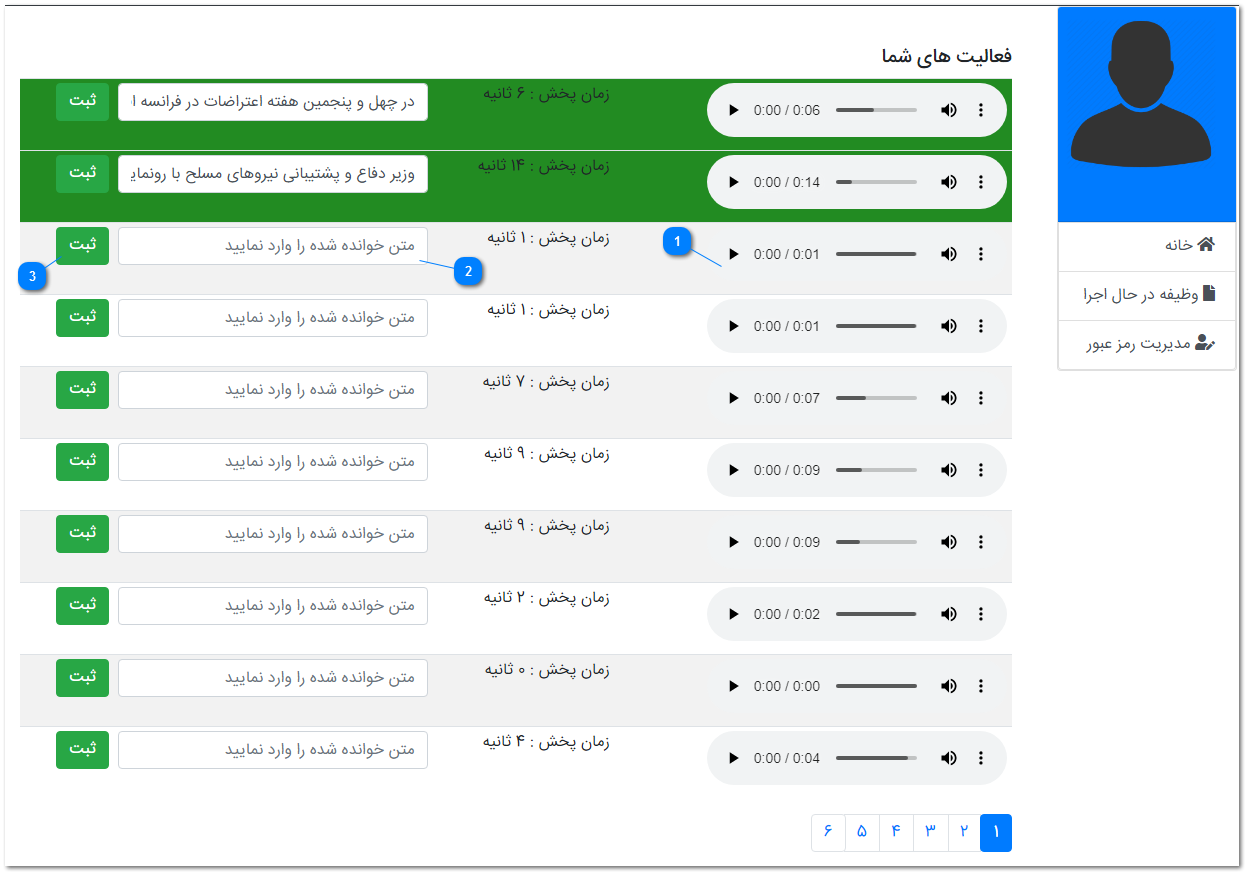 فعالیت های شما
0:00 / 0:06
زمان پخش : ۶ ثانیه
در چهل و پنجمین هفته اعتراضات در فرانسه
ثبت
0:00 / 0:14
زمان پخش : ۱۴ ثانیه
وزیر دفاع و پشتیبانی نیروهای مسلح با
ثبت
0:00 / 0:01
1
زمان پخش : ۱ ثانیه
متن خوانده شده را وارد نمایید
2
ثبت
3
0:00 / 0:01
زمان پخش : ۱ ثانیه
متن خوانده شده را وارد نمایید
ثبت
0:00 / 0:07
زمان پخش : ۷ ثانیه
متن خوانده شده را وارد نمایید
ثبت
0:00 / 0:09
زمان پخش : ۹ ثانیه
متن خوانده شده را وارد نمایید
ثبت
0:00 / 0:09
زمان پخش : ۹ ثانیه
متن خوانده شده را وارد نمایید
ثبت
0:00 / 0:02
زمان پخش : ۲ ثانیه
متن خوانده شده را وارد نمایید
ثبت
0:00 / 0:00
زمان پخش : ۰ ثانیه
متن خوانده شده را وارد نمایید
ثبت
0:00 / 0:04
زمان پخش : ۴ ثانیه
متن خوانده شده را وارد نمایید
ثبت
۱ ۲ ۳ ۴ ۵ ۶
خانه
وظیفه در حال اجرا
مدیریت رمز عبور